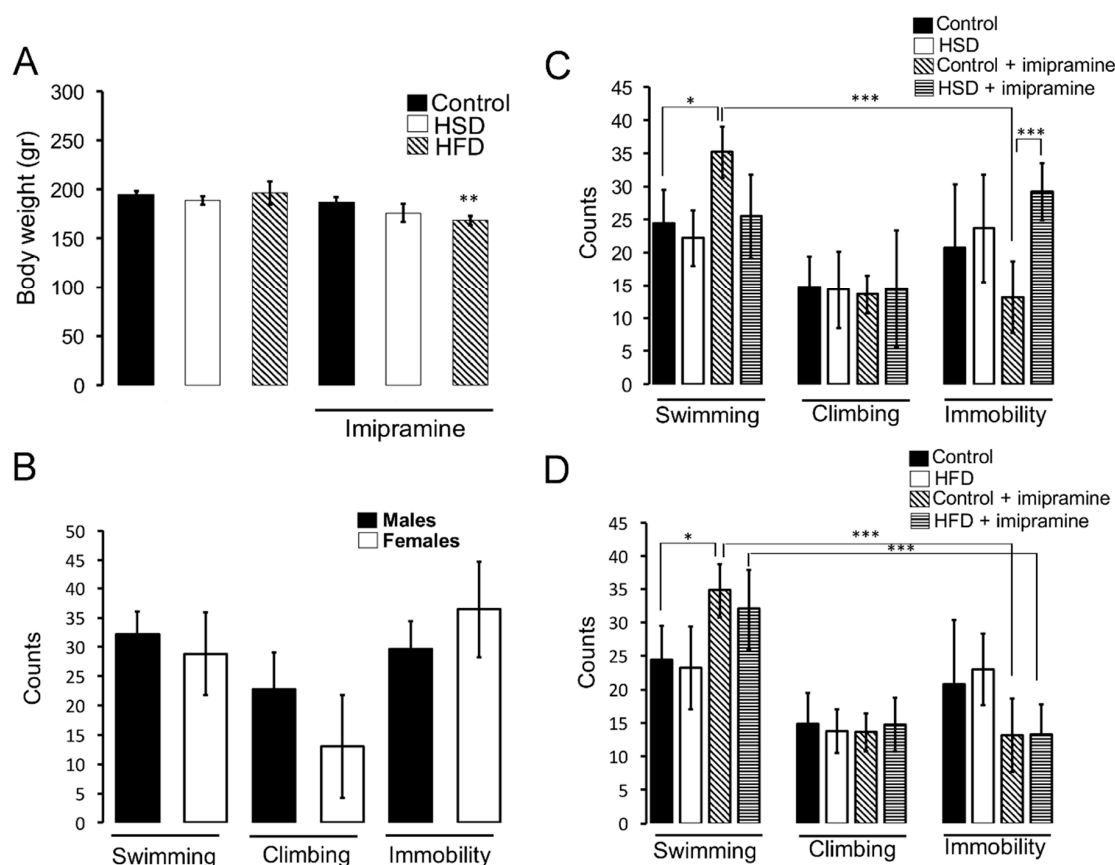 A
Body weight (gr)
300
250
200
150
100
50
0
Control
HSD
HFD
**
Imipramine
B
Counts
50
45
40
35
30
25
20
15
10
5
0
Males
Females
Swimming Climbing Immobility
C
Control
HSD
Control + imipramine
HSD + imipramine
Counts
45
40
35
30
25
20
15
10
5
0
*
***
***
Swimming Climbing Immobility
D
Control
HFD
Control + imipramine
HFD + imipramine
Counts
45
40
35
30
25
20
15
10
5
0
*
***
***
Swimming Climbing Immobility